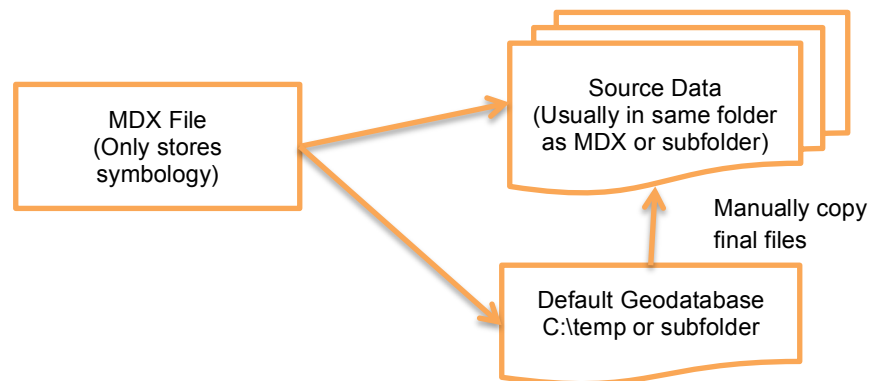 MDX File
(Only stores
symbology)
Source Data
(Usually in same folder
as MDX or subfolder)
Manually copy
final files
Default Geodatabase
C:\temp or subfolder